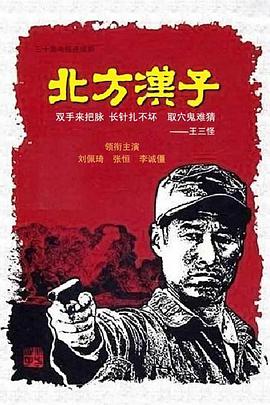 三十集电视连续剧
北方漢子
双手来把脉 长针扎不坏 取穴鬼难猜
——王三怪
领衔主演
刘佩琦 张恒 李诚儒